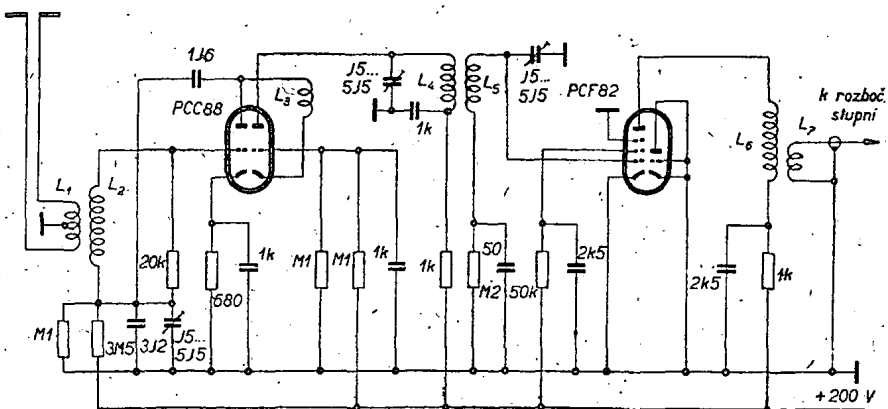 1J6
PCC88
L3
J5...
5J5
1k
L4
L5
J5...
5J5
PCF82
k rozboč.
stupni
L6
L7
L1
L2
20k
680
1k
M1
M1
1k
1k
50
M2
50k
2k5
2k5
1k
M1
3M5
3J2
J5...
5J5
+200 V